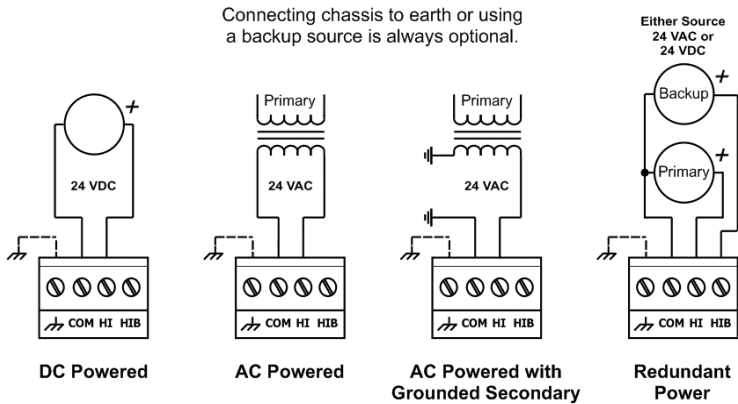 Connecting chassis to earth or using
a backup source is always optional.
Either Source
24 VAC or
24 VDC
+
24 VDC
COM HI HIB
DC Powered
Primary
24 VAC
COM HI HIB
AC Powered
Primary
24 VAC
COM HI HIB
AC Powered with
Grounded Secondary
Backup
+
Primary
+
COM HI HIB
Redundant
Power